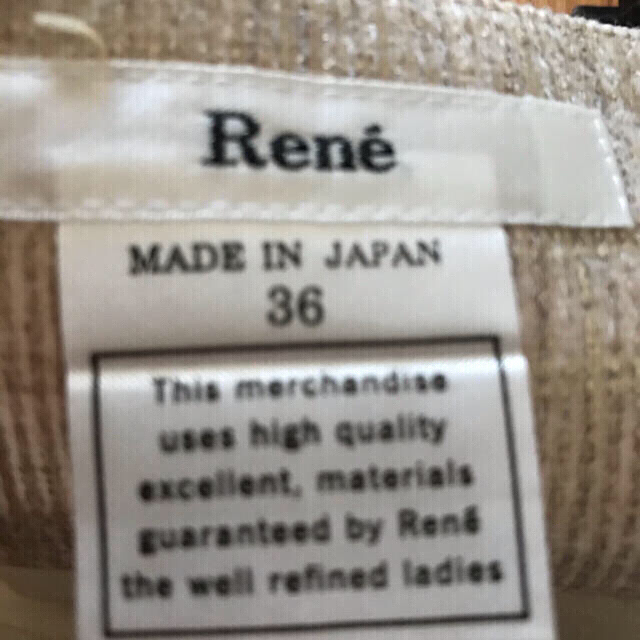 René
MADE IN JAPAN
36
This merchandise
uses high quality
excellent, materials
guaranteed by René
the well refined ladies